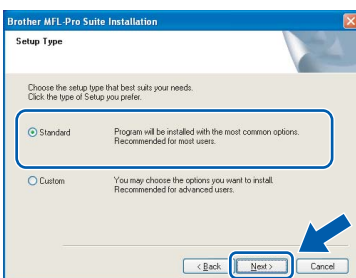 Brother MFL-Pro Suite Installation
Setup Type
Choose the setup type that best suits your needs.
Click the type of Setup you prefer.
Standard
Program will be installed with the most common options.
Recommended for most users.
Custom
You may choose the options you want to install.
Recommended for advanced users.
< Back
Next >
Cancel